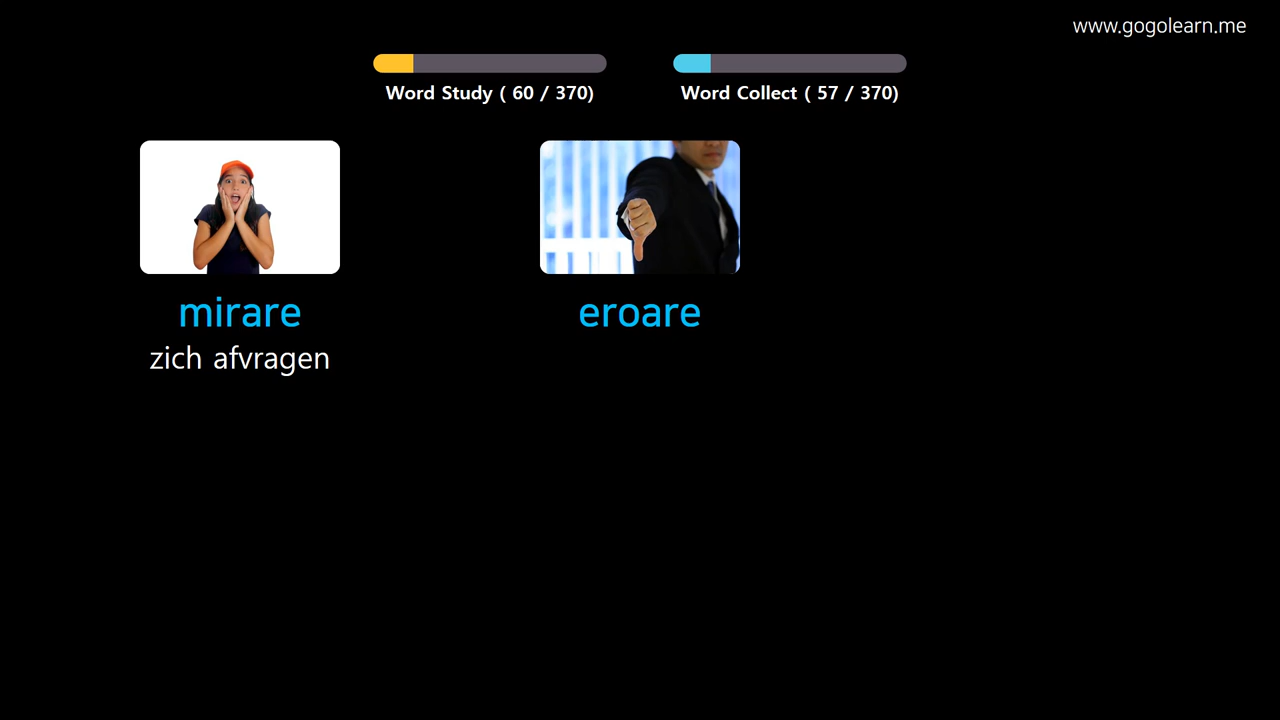 www.gogolearn.me
Word Study ( 60 / 370)
Word Collect ( 57 / 370)
mirare
zich afvragen
eroare